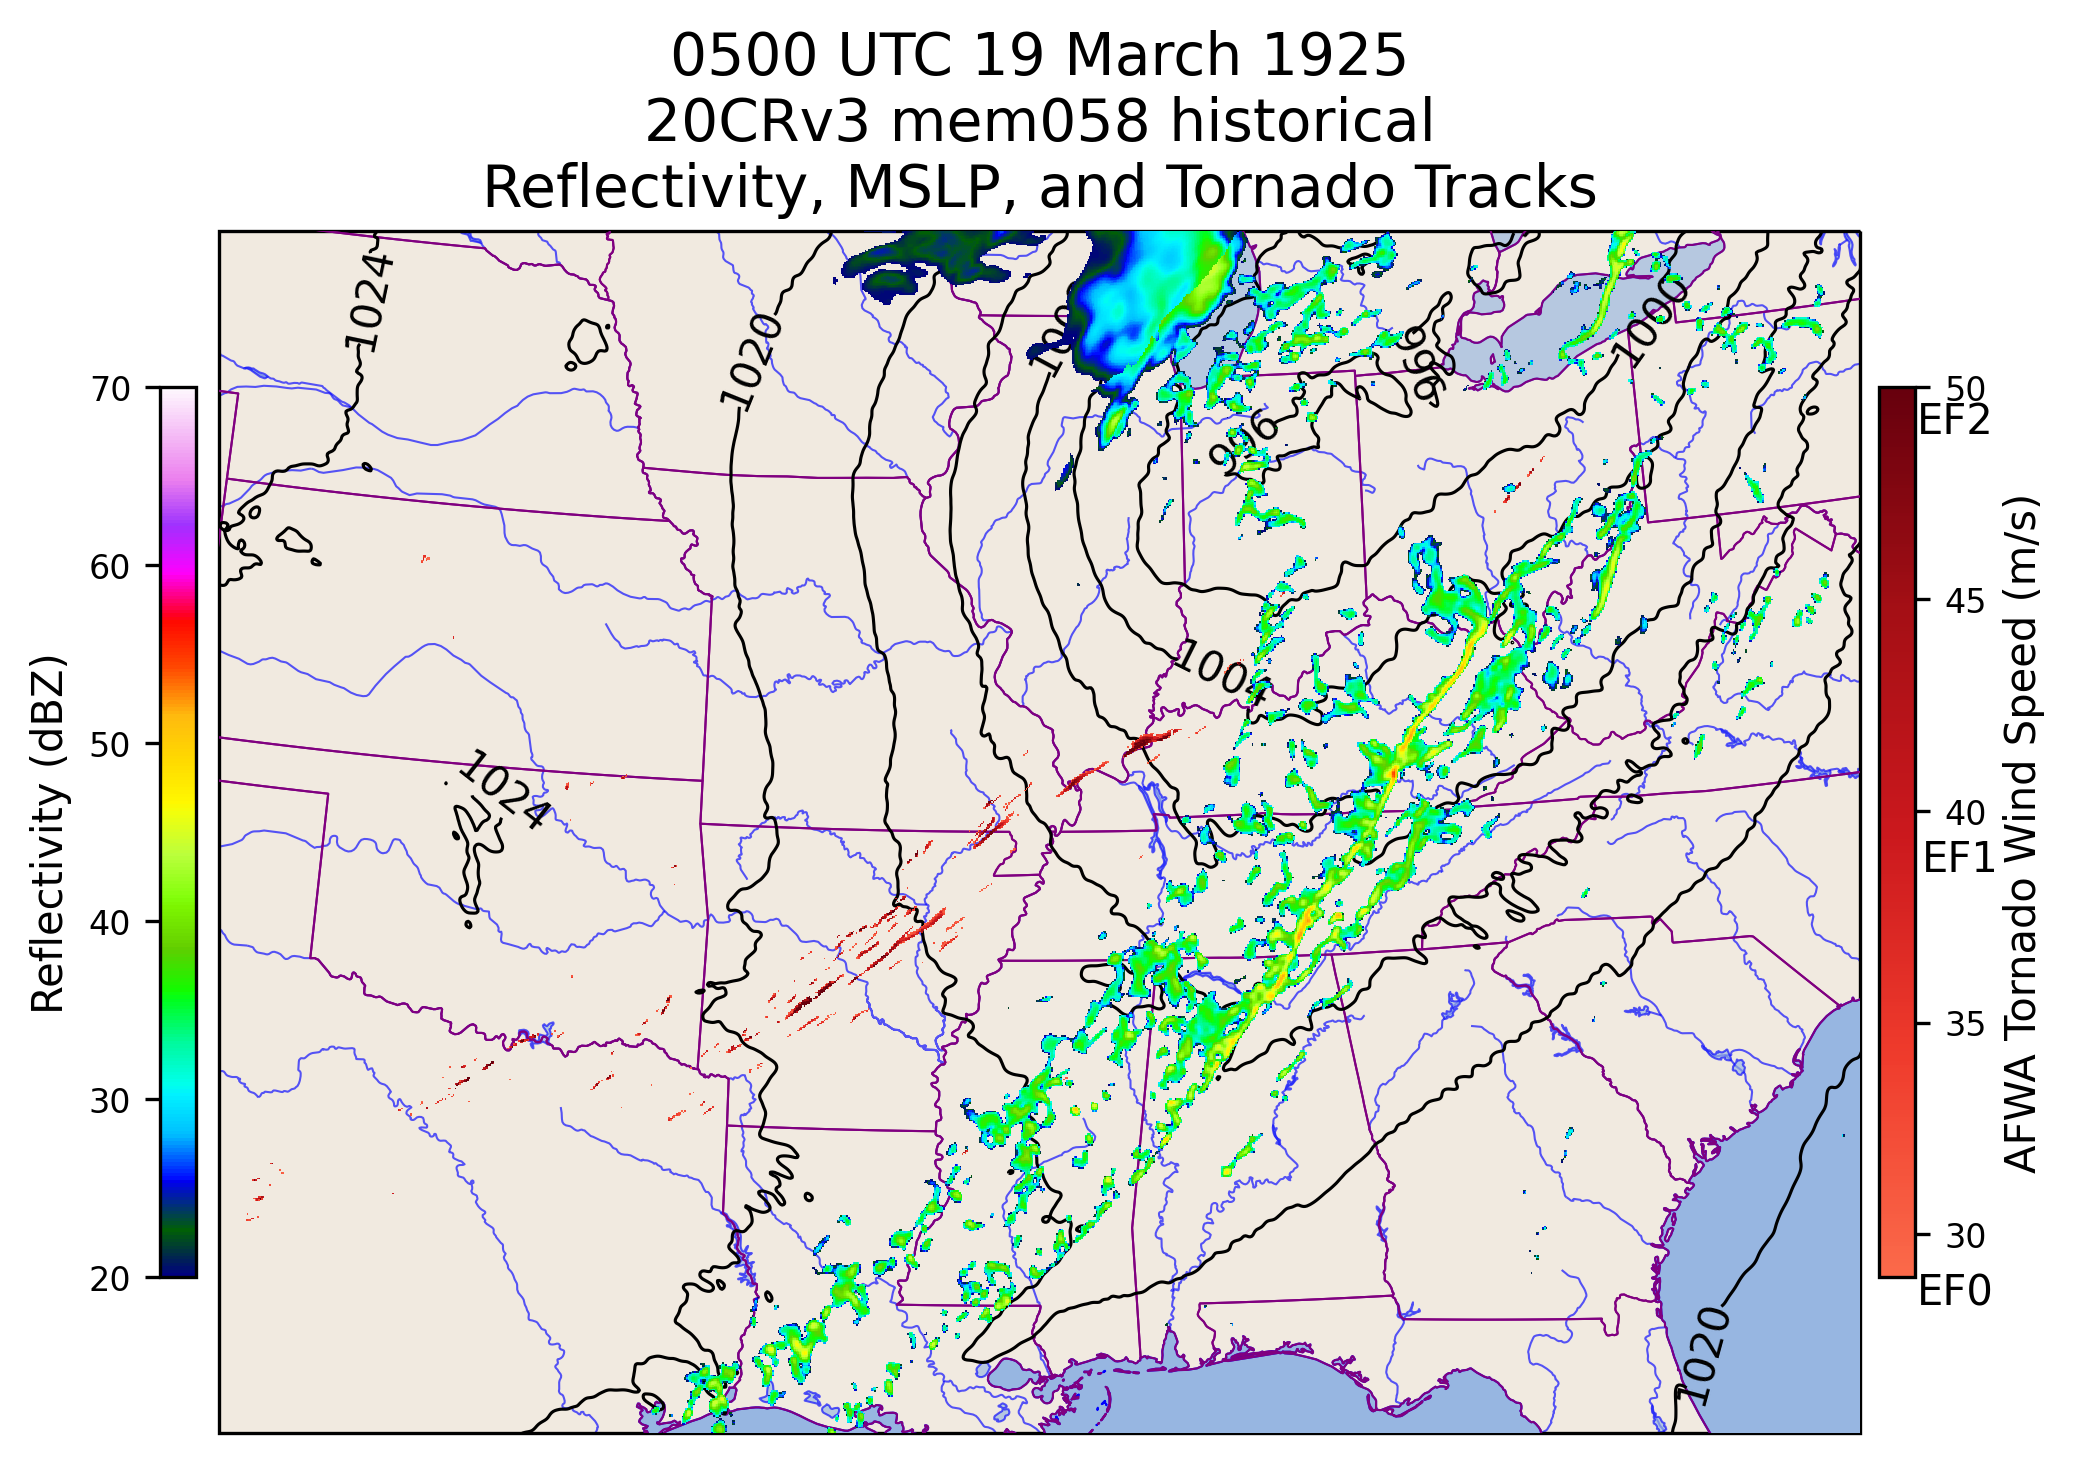 0500 UTC 19 March 1925
20CRv3 mem058 historical
Reflectivity, MSLP, and Tornado Tracks
Reflectivity (dBZ)
70
60
50
40
30
20
1024
1020
1000
996
996
1004
1024
1020
50
EF2
45
40
EF1
35
30
EF0
AFWA Tornado Wind Speed (m/s)